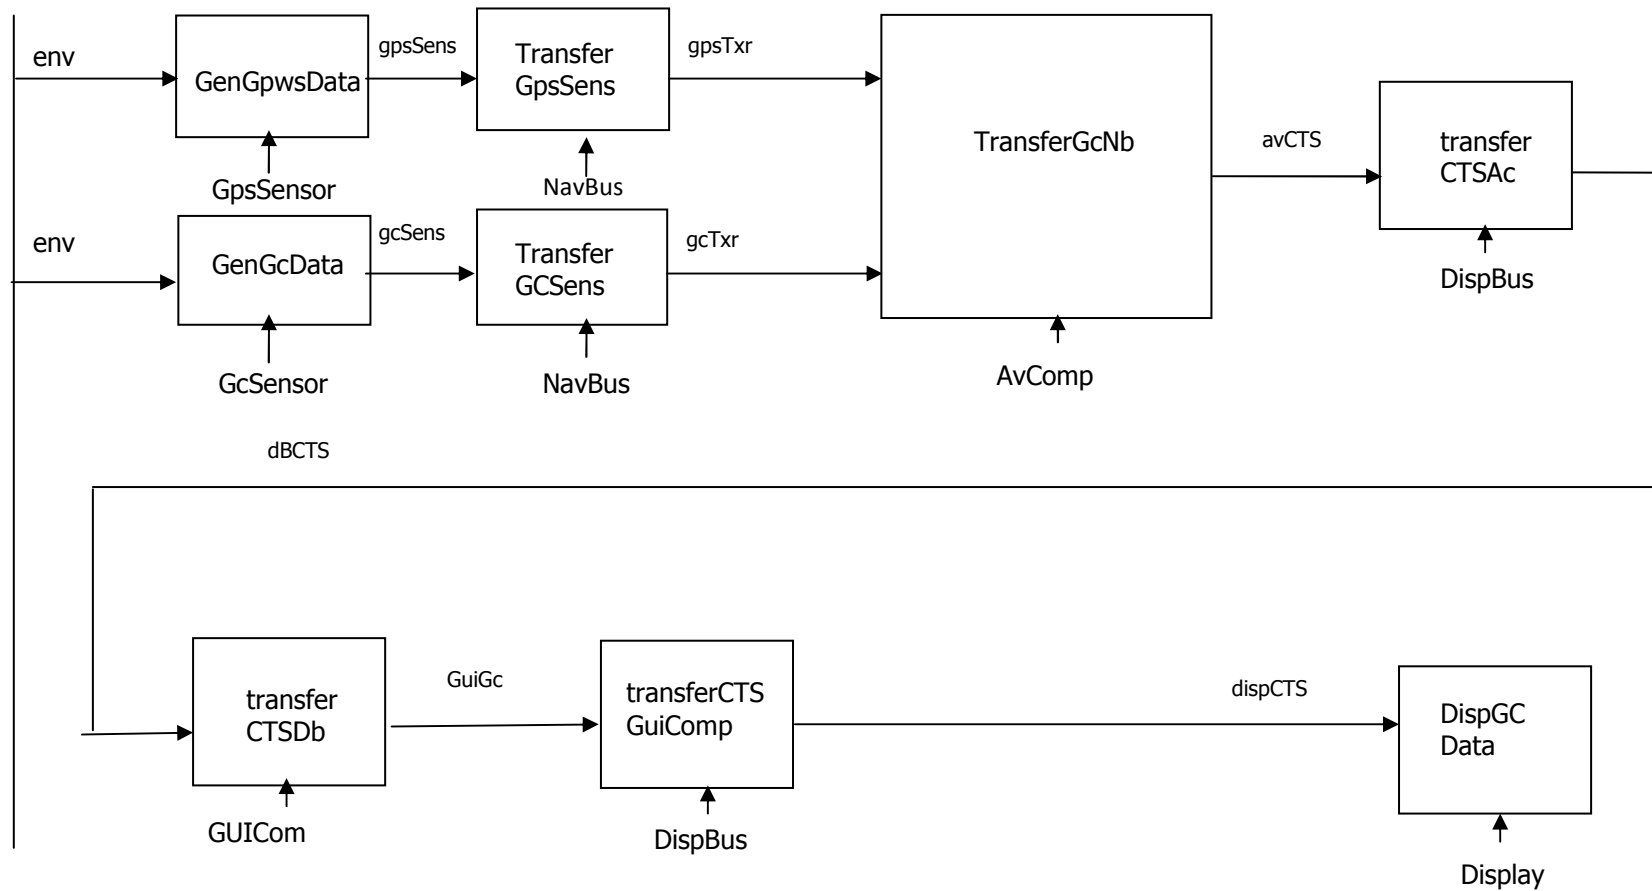 env
GenGpwsData
gpsSens
Transfer
GpsSens
gpsTxr
TransferGcNb
avCTS
transfer
CTSAc
GpsSensor
NavBus
env
GenGcData
gcSens
Transfer
GCSens
gcTxr
DispBus
GcSensor
NavBus
AvComp
dBCTS
transfer
CTSDb
GuiGc
transferCTS
GuiComp
dispCTS
DispGC
Data
GUICom
DispBus
Display